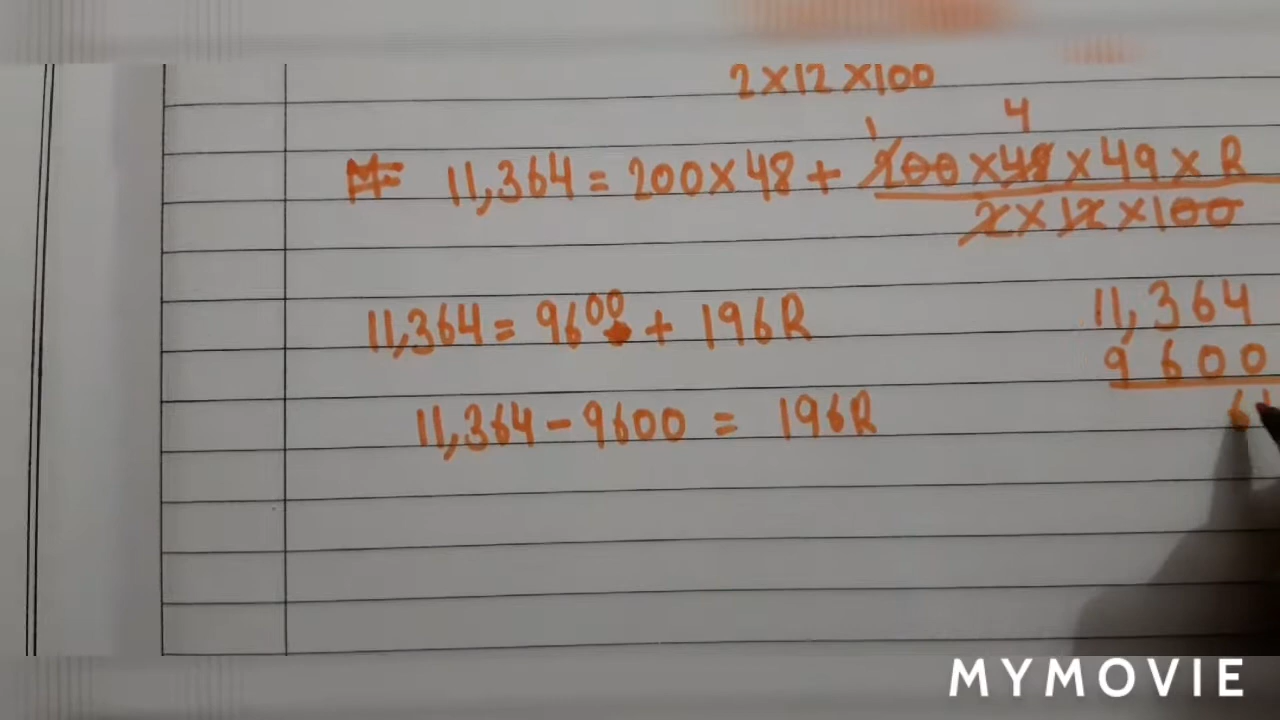 2×12×100
1 4
11,364 = 200×48 + 200×48×49×R
2×12×100
11,364 = 9600 + 196R
11,364
9600
11,364 - 9600 = 196R
MYMOVIE